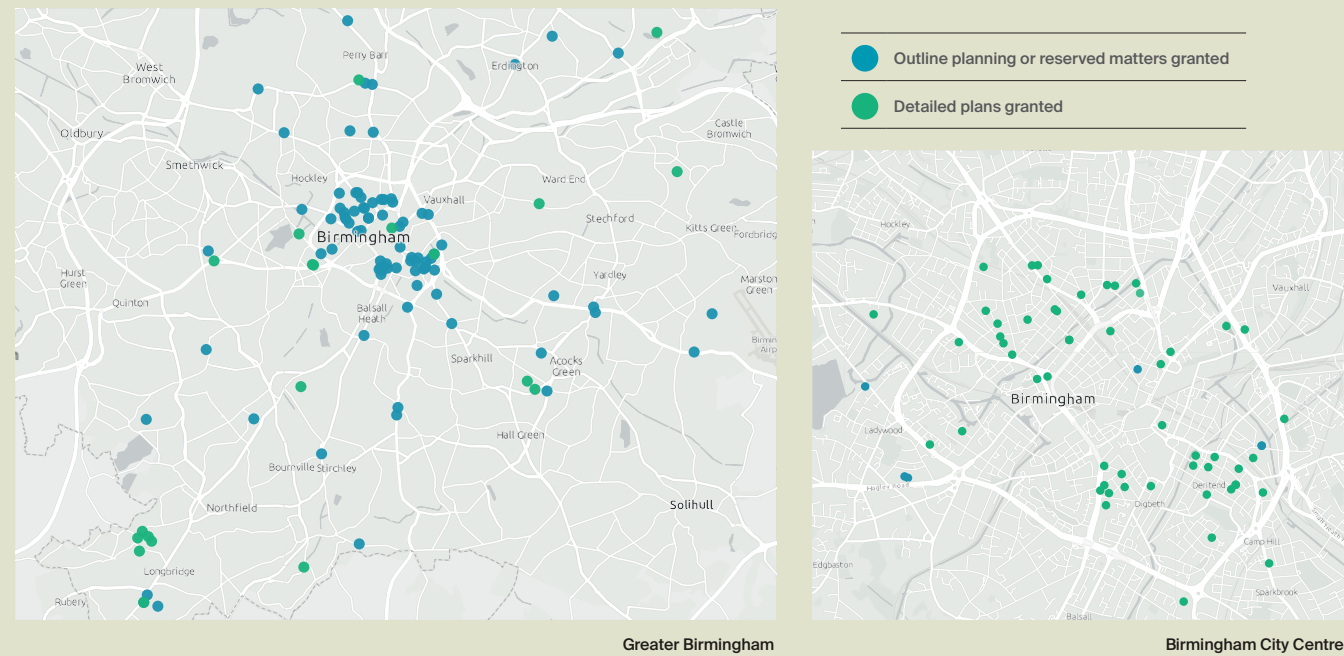 Perry Barr
West
Bromwich
Erdington
Oldbury
Castle
Bromwich
Smethwick
Hockley
Ward End
Vauxhall
Stechford
Kitts Green
Birmingham
Hurst
Green
Yardley
Marston
Green
Quinton
Balsall
Heath
Sparkhill
Acocks
Green
Hall Green
Bournville
Stirchley
Northfield
Solihull
Longbridge
Rubery
Greater Birmingham
Outline planning or reserved matters granted
Detailed plans granted
Hockley
Vauxhall
Birmingham
Ladywood
Hagley Road
Deritend
Digbeth
Camp Hill
Edgbaston
Sparkbrook
Balsall
Birmingham City Centre